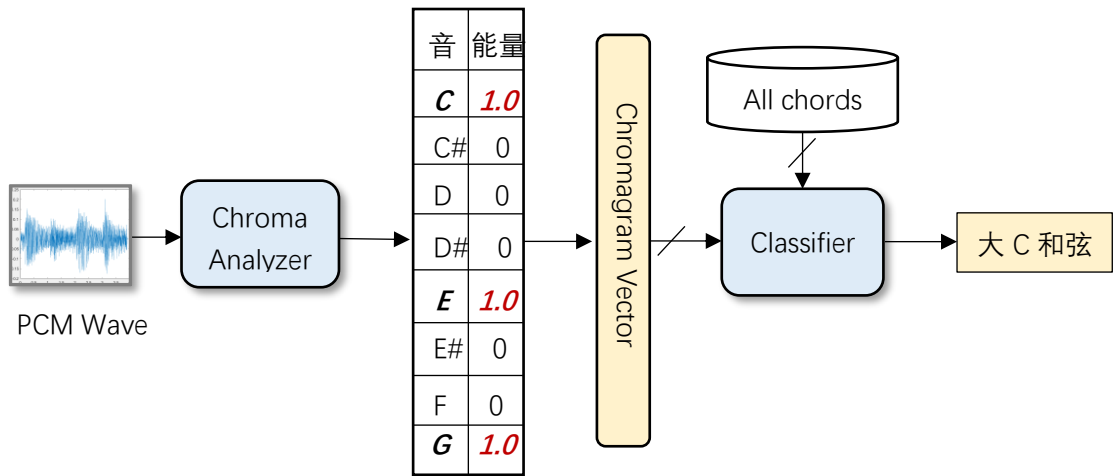 PCM Wave
Chroma
Analyzer
音 能量
C 1.0
C# 0
D 0
D# 0
E 1.0
E# 0
F 0
G 1.0
Chromagram Vector
All chords
Classifier
大 C 和弦